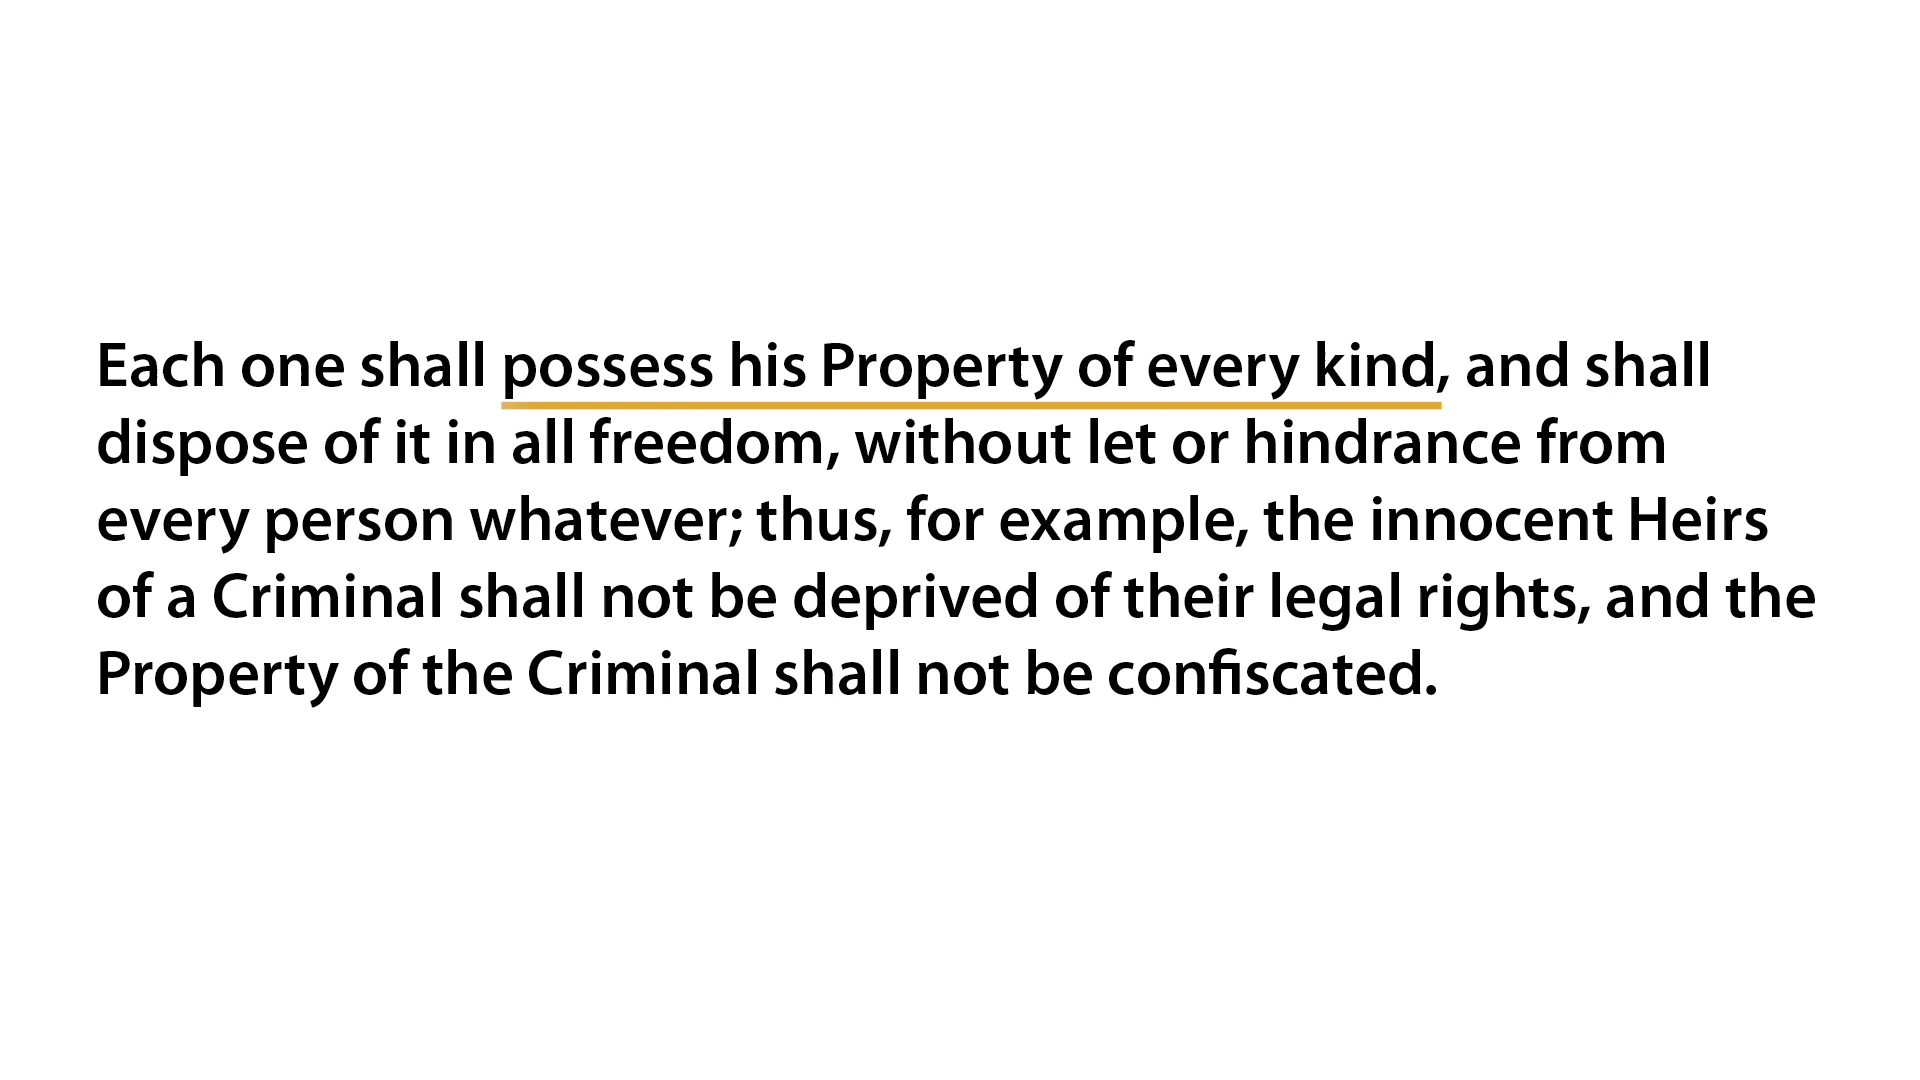 Each one shall possess his Property of every kind, and shall
dispose of it in all freedom, without let or hindrance from
every person whatever; thus, for example, the innocent Heirs
of a Criminal shall not be deprived of their legal rights, and the
Property of the Criminal shall not be confiscated.